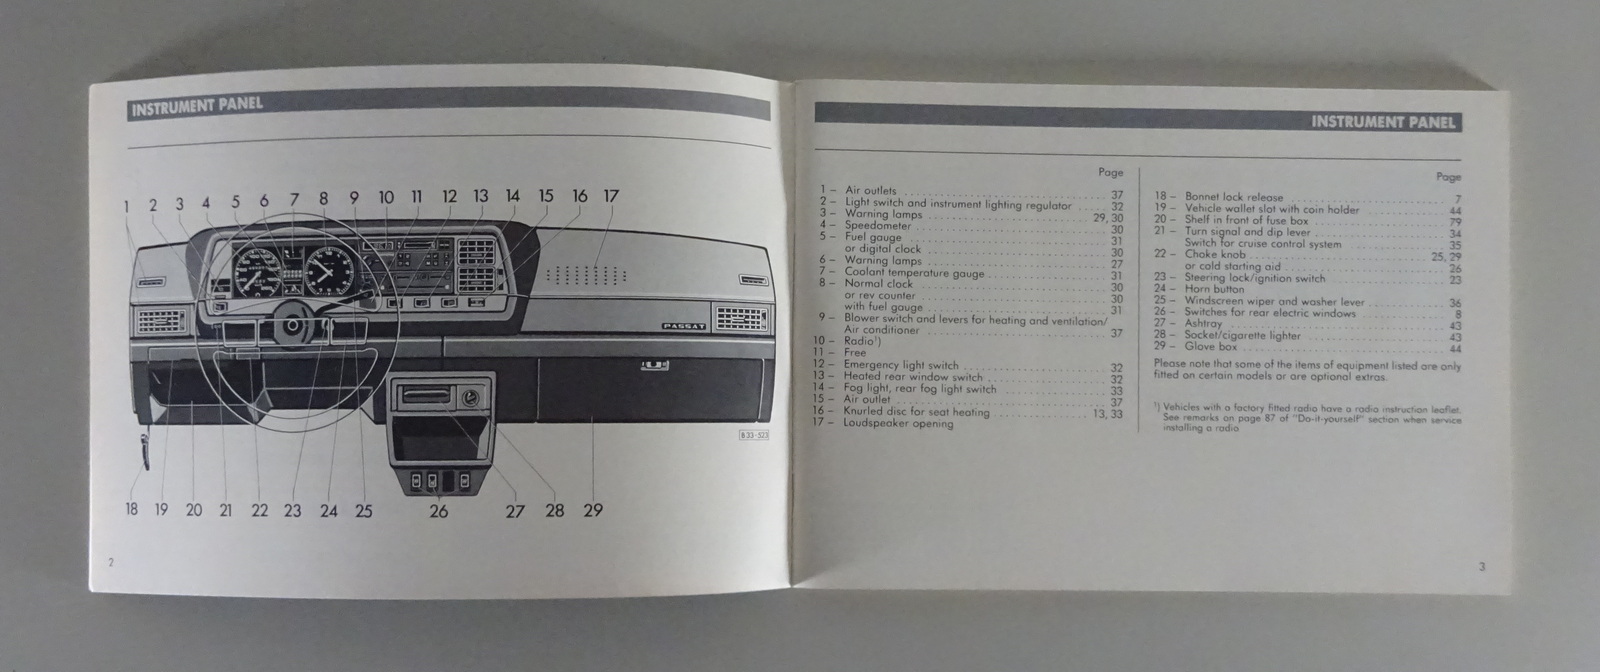 INSTRUMENT PANEL
1 2 3 4 5 6 7 8 9 10 11 12 13 14 15 16 17
PASSAT
B 33-523
18 19 20 21 22 23 24 25 26 27 28 29
2
INSTRUMENT PANEL
Page
1 – Air outlets 37
2 – Light switch and instrument lighting regulator 32
3 – Warning lamps 29, 30
4 – Speedometer 30
5 – Fuel gauge 31
or digital clock 30
6 – Warning lamps 27
7 – Coolant temperature gauge 31
8 – Normal clock 30
or rev counter 30
with fuel gauge 31
9 – Blower switch and levers for heating and ventilation/
Air conditioner 37
10 – Radio¹)
11 – Free
12 – Emergency light switch 32
13 – Heated rear window switch 32
14 – Fog light, rear fog light switch 33
15 – Air outlet 37
16 – Knurled disc for seat heating 13, 33
17 – Loudspeaker opening
Page
18 – Bonnet lock release 7
19 – Vehicle wallet slot with coin holder 44
20 – Shelf in front of fuse box 79
21 – Turn signal and dip lever 34
Switch for cruise control system 35
22 – Choke knob 25, 29
or cold starting aid 26
23 – Steering lock/ignition switch 23
24 – Horn button
25 – Windscreen wiper and washer lever 36
26 – Switches for rear electric windows 8
27 – Ashtray 43
28 – Socket/cigarette lighter 43
29 – Glove box 44
Please note that some of the items of equipment listed are only
fitted on certain models or are optional extras.
¹) Vehicles with a factory fitted radio have a radio instruction leaflet.
See remarks on page 87 of "Do-it-yourself" section when service
installing a radio
3